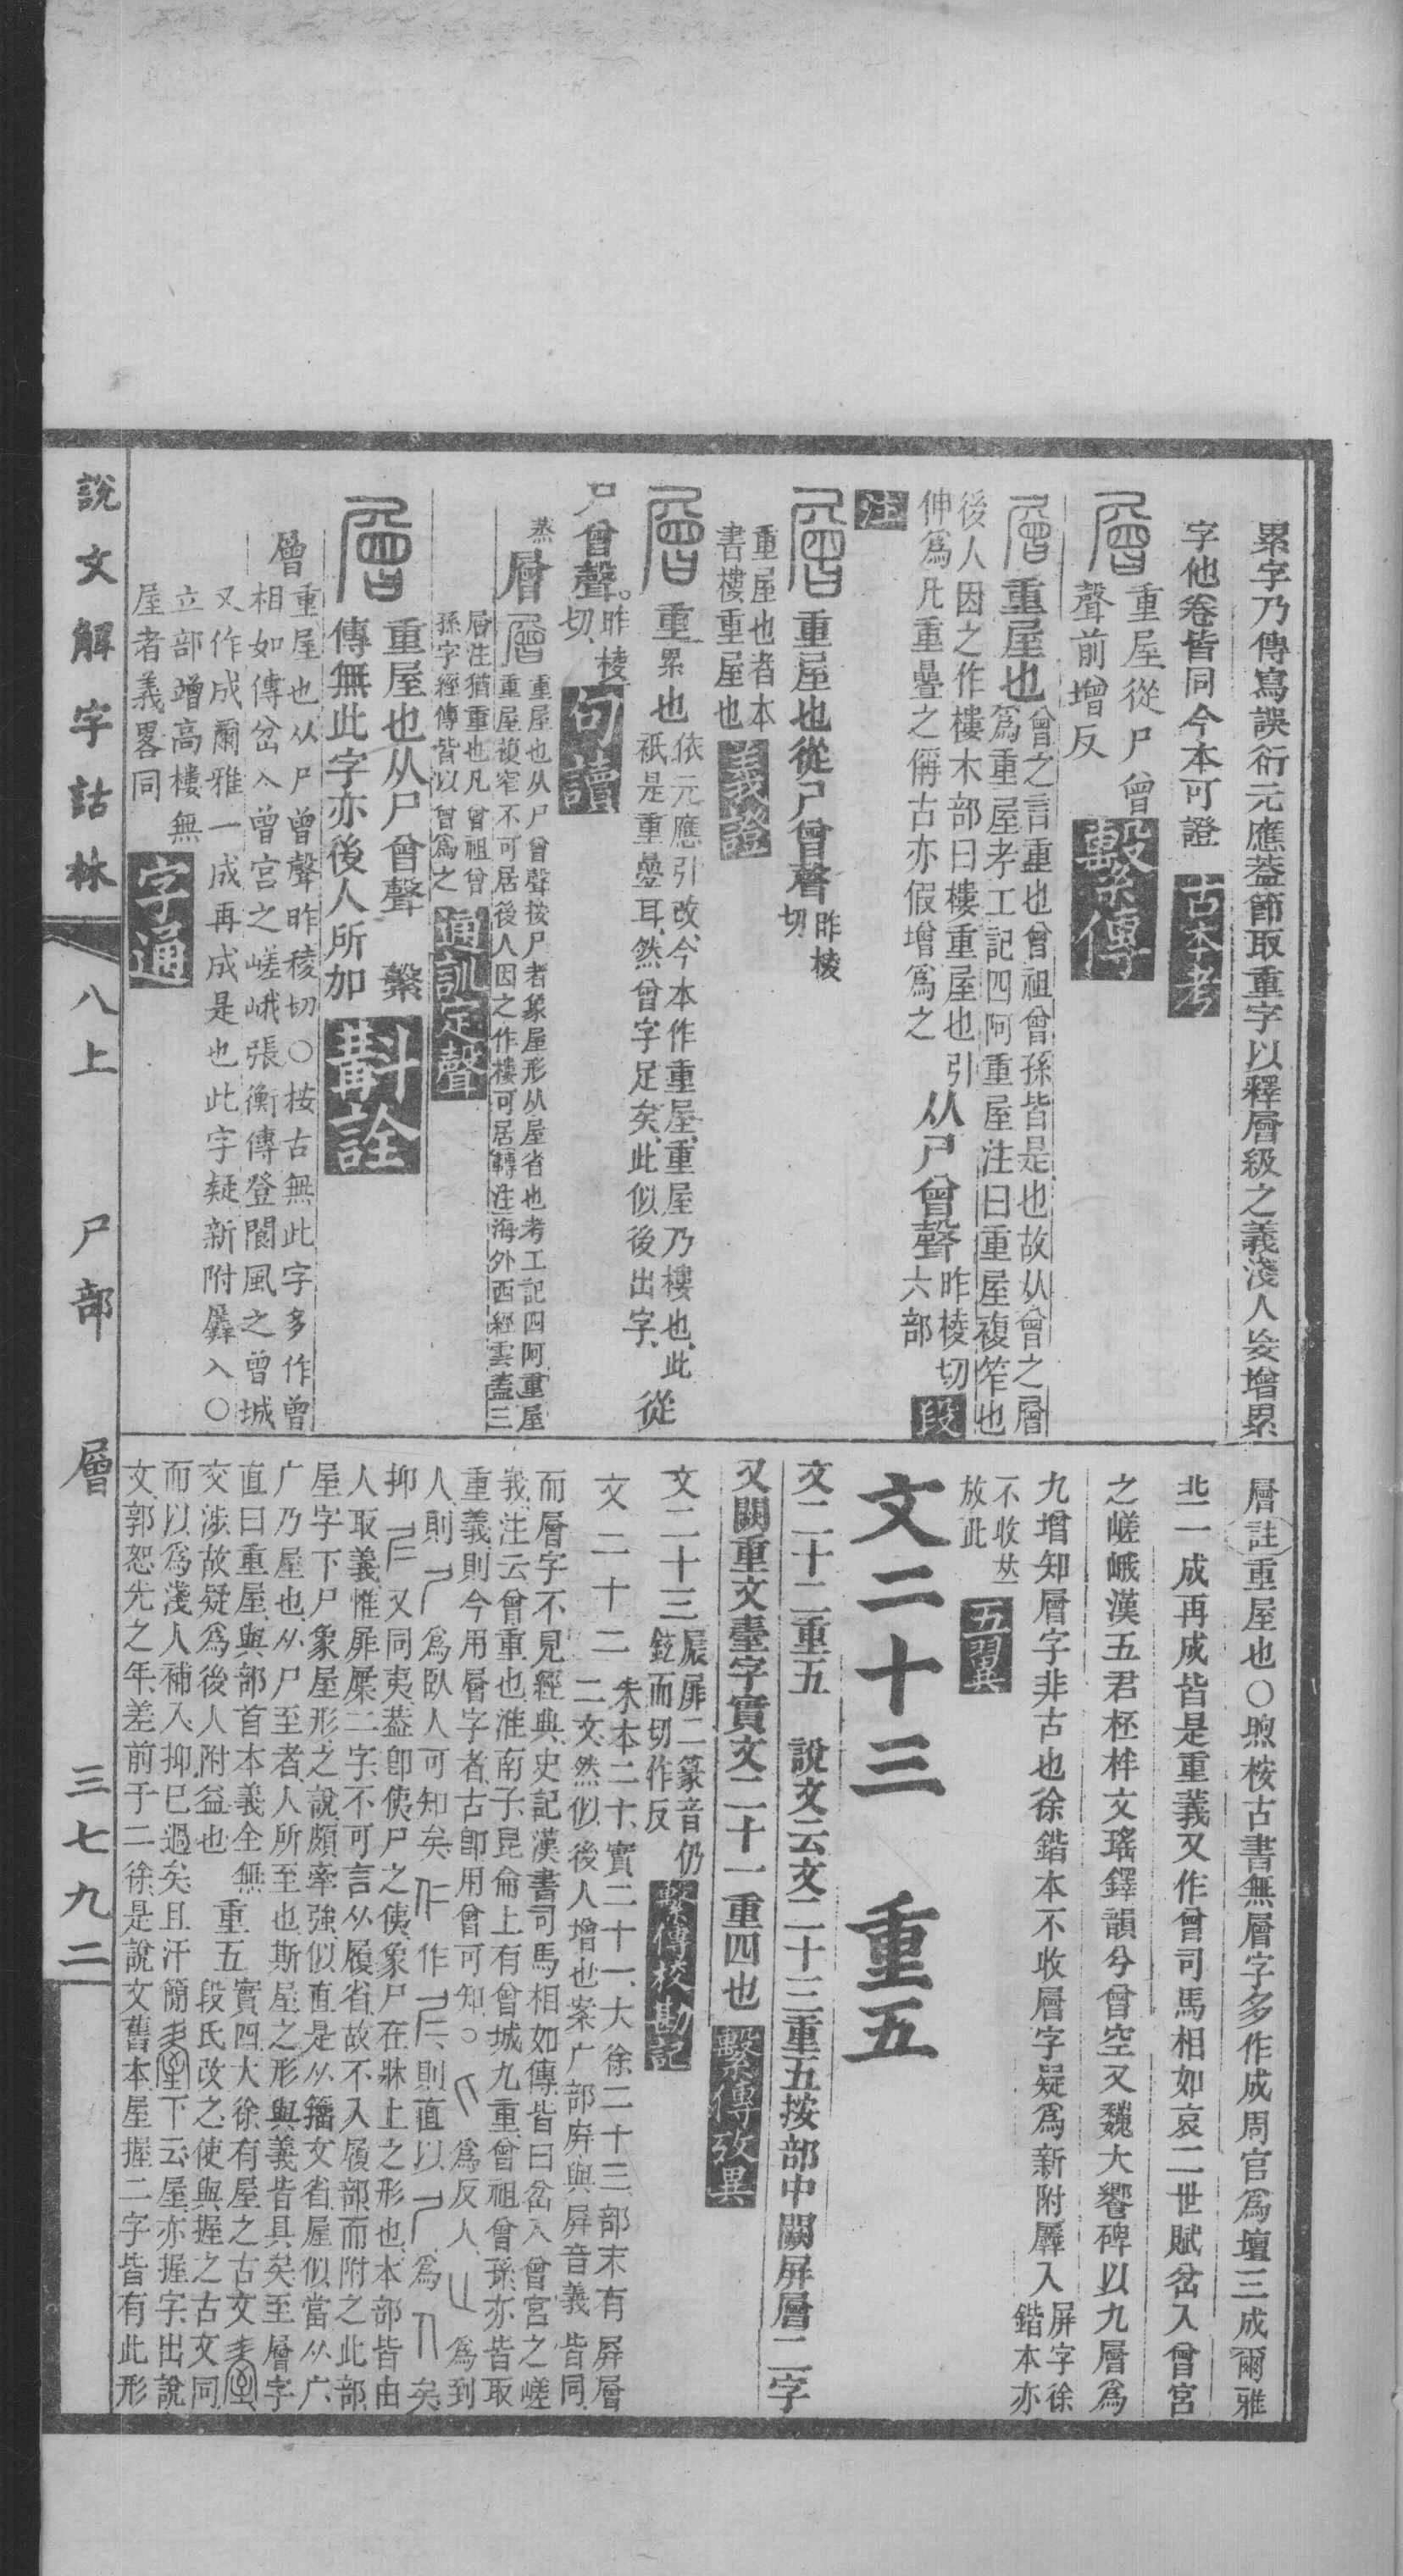 累字乃傳寫誤衍元應葢節取重字以釋層級之義淺人妄增累
字他卷皆同今本可證 古本考
重屋從尸曾
聲前增反 繫傳
重屋也
曾之言重也曾祖曾孫皆是也故从曾之層
爲重屋考工記四阿重屋注曰重屋複笮也
後人因之作樓木部曰樓重屋也引
伸爲凡重疊之偁古亦假增爲之
从尸曾聲
昨棱切
六部
段
注
重屋也從尸曾聲
昨棱
切
重屋也者本
書樓重屋也 義證
重累也
依元應引改今本作重屋重屋乃樓也此
衹是重疊耳然曾字足矣此似後出字
從
尸曾聲
昨棱
切 句讀
蒸
層
重屋也从尸曾聲按尸者象屋形从屋省也考工記四阿重屋
重屋複窄不可居後人因之作樓可居轉注海外西經雲蓋三
層注猶重也凡曾祖曾
孫字經傳皆以曾爲之 通訓定聲
重屋也从尸曾聲 繫
傳無此字亦後人所加 斠詮
層
重屋也从尸曾聲昨稜切○按古無此字多作曾
相如傳岔入曾宮之嵯峨張衡傳登閬風之曾城
又作成爾雅一成再成是也此字疑新附羼入○
立部竲高樓無
屋者義畧同 字通
說文解字詁林 八上 尸部 層 三七九二
層註重屋也○煦桉古書無層字多作成周官爲壇三成爾雅
北一成再成皆是重義又作曾司馬相如哀二世賦岔入曾宮
之嵯峨漢五君桮柈文瑤鐸韻兮曾空又魏大饗碑以九層爲
九增知層字非古也徐鍇本不收層字疑爲新附羼入
屏字徐
鍇本亦
不收
放此 五翼
文二十三 重五
文二十二重五 說文云文二十三重五按部中闕屏層二字
又闕重文臺字實文二十一重四也 繫傳攷異
文二十三
屒屝二篆音仍
鉉而切作反 繫傳校勘記
文二十二
朱本二十實二十一大徐二十三部末有屏層
二文然似後人增也案广部庰與屏音義皆同
而層字不見經典史記漢書司馬相如傳皆曰岔入曾宮之嵯
峩注云曾重也淮南子昆侖上有曾城九重曾祖曾孫亦皆取
重義則今用層字者古卽用曾可知
爲反人
爲到
人則
爲臥人可知矣
作
則直以
爲
矣
抑
又同夷葢卽使尸之使象尸在牀上之形也本部皆由
人取義惟屝屟二字不可言从履省故不入履部而附之此部
屋字下尸象屋形之說頗牽強似直是从籒文省屋似當从广
广乃屋也从尸至者人所至也斯屋之形與義皆具矣至層字
直曰重屋與部首本義全無
交涉故疑爲後人附益也
重五
實四大徐有屋之古文
段氏改之使與握之古文同
而以爲淺人補入抑已過矣且汗簡
下云屋亦握字出說
文郭恕先之年差前于二徐是說文舊本屋握二字皆有此形